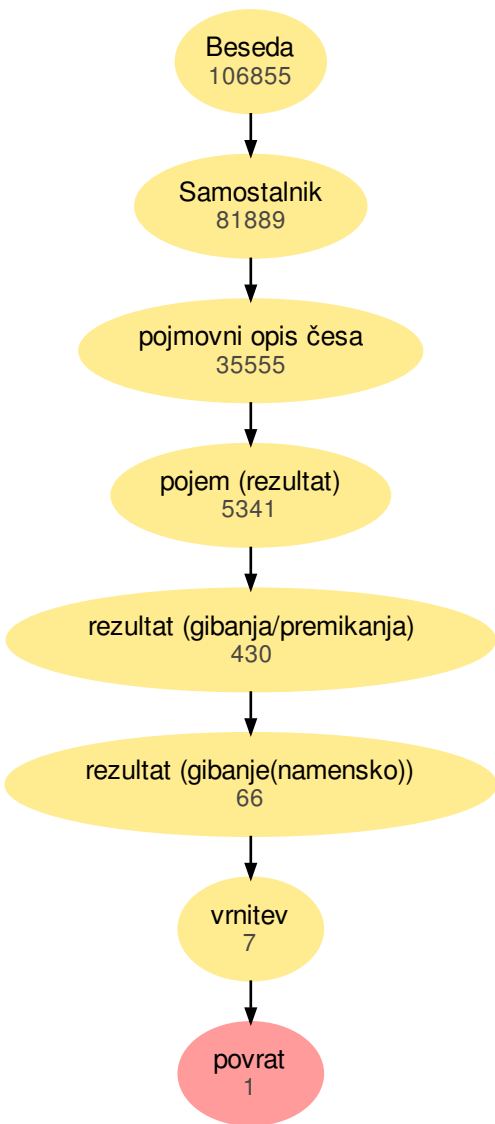 Beseda
106855
Samostalnik
81889
pojmovni opis česa
35555
pojem (rezultat)
5341
rezultat (gibanja/premikanja)
430
rezultat (gibanje(namensko))
66
vrnitev
7
povrat
1